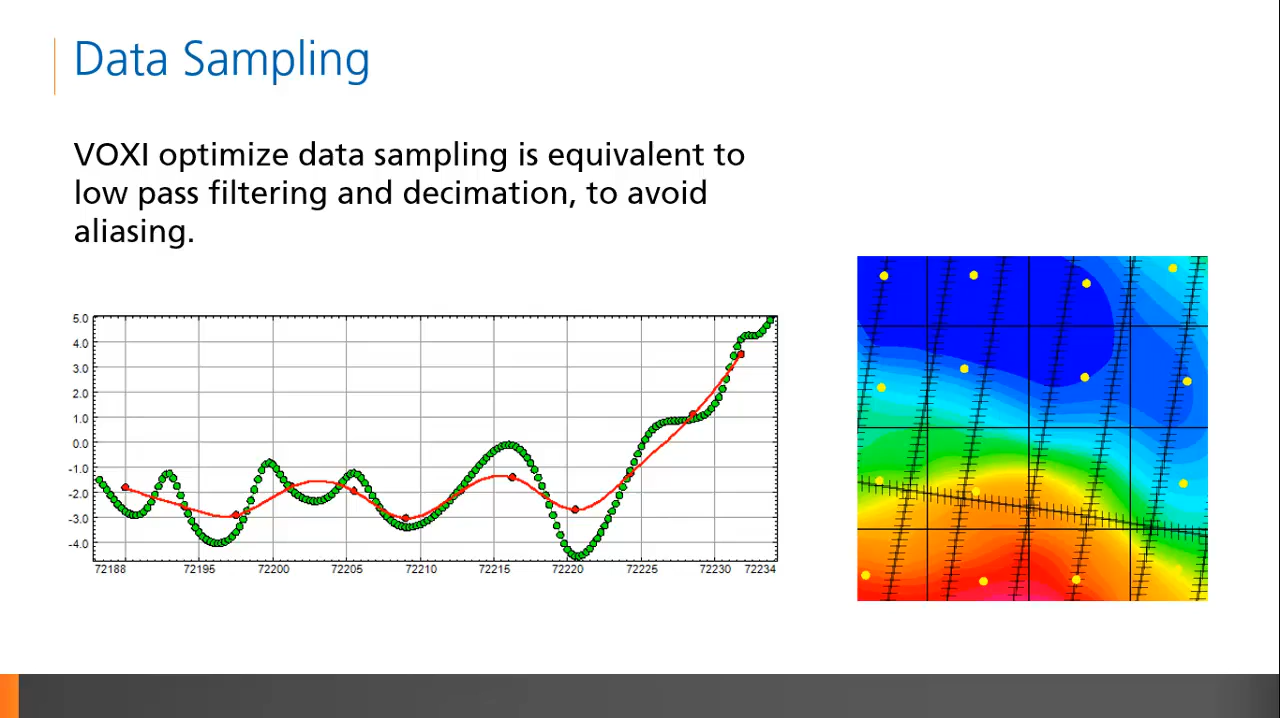 Data Sampling
VOXI optimize data sampling is equivalent to
low pass filtering and decimation, to avoid
aliasing.
5.0
4.0
3.0
2.0
1.0
0.0
-1.0
-2.0
-3.0
-4.0
72188 72195 72200 72205 72210 72215 72220 72225 72230 72234